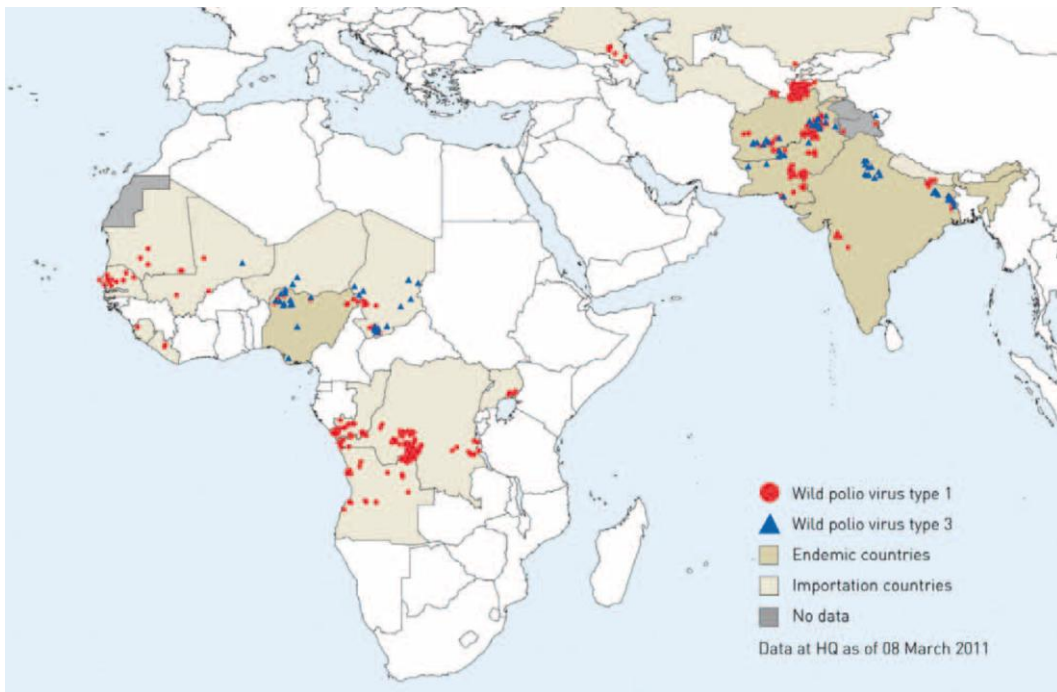 Wild polio virus type 1
Wild polio virus type 3
Endemic countries
Importation countries
No data
Data at HQ as of 08 March 2011